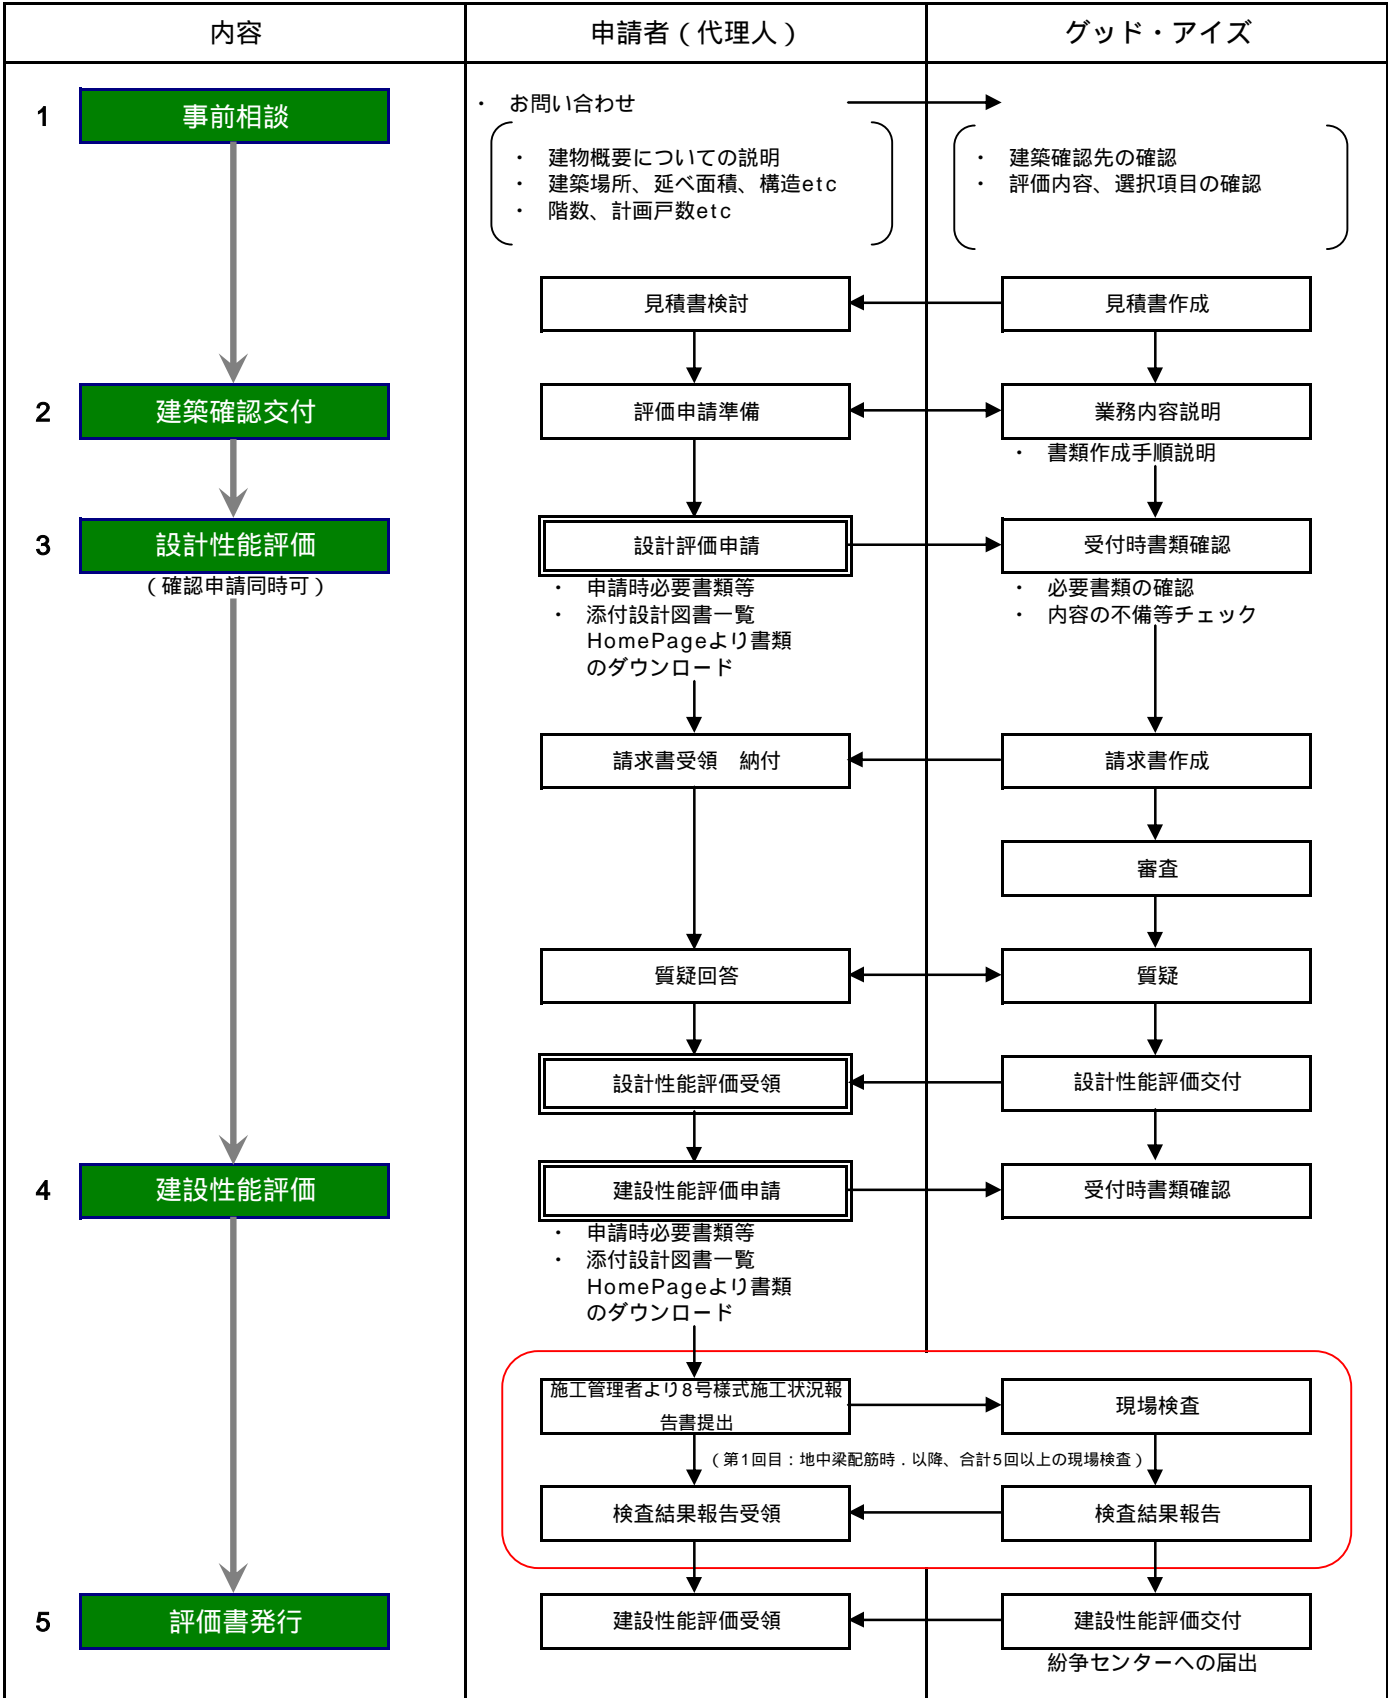 内容
申請者（代理人）
グッド・アイズ
1
事前相談
・ お問い合わせ
・ 建物概要についての説明
・ 建築場所、延べ面積、構造etc
・ 階数、計画戸数etc
・ 建築確認先の確認
・ 評価内容、選択項目の確認
見積書検討
見積書作成
2
建築確認交付
評価申請準備
業務内容説明
・ 書類作成手順説明
3
設計性能評価
（確認申請同時可）
設計評価申請
受付時書類確認
・ 申請時必要書類等
・ 添付設計図書一覧
HomePageより書類
のダウンロード
・ 必要書類の確認
・ 内容の不備等チェック
請求書受領　納付
請求書作成
審査
質疑回答
質疑
設計性能評価受領
設計性能評価交付
4
建設性能評価
建設性能評価申請
受付時書類確認
・ 申請時必要書類等
・ 添付設計図書一覧
HomePageより書類
のダウンロード
施工管理者より8号様式施工状況報
告書提出
現場検査
（第1回目：地中梁配筋時．以降、合計5回以上の現場検査）
検査結果報告受領
検査結果報告
5
評価書発行
建設性能評価受領
建設性能評価交付
紛争センターへの届出